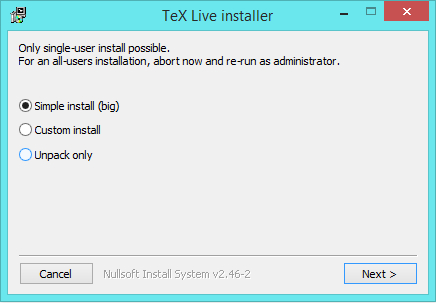 TeX Live installer
Only single-user install possible.
For an all-users installation, abort now and re-run as administrator.
Simple install (big)
Custom install
Unpack only
Cancel
Nullsoft Install System v2.46-2
Next >